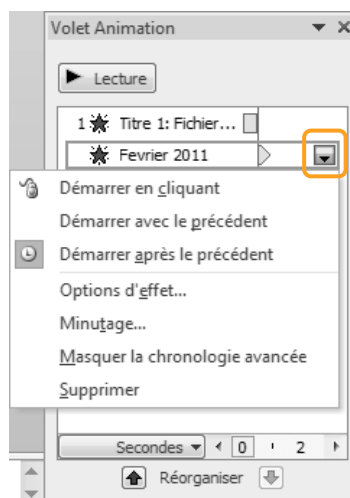 Volet Animation
Lecture
1 Titre 1: Fichier...
Fevrier 2011
Démarrer en cliquant
Démarrer avec le précédent
Démarrer après le précédent
Options d'effet...
Minutage...
Masquer la chronologie avancée
Supprimer
Secondes 0 2
Réorganiser